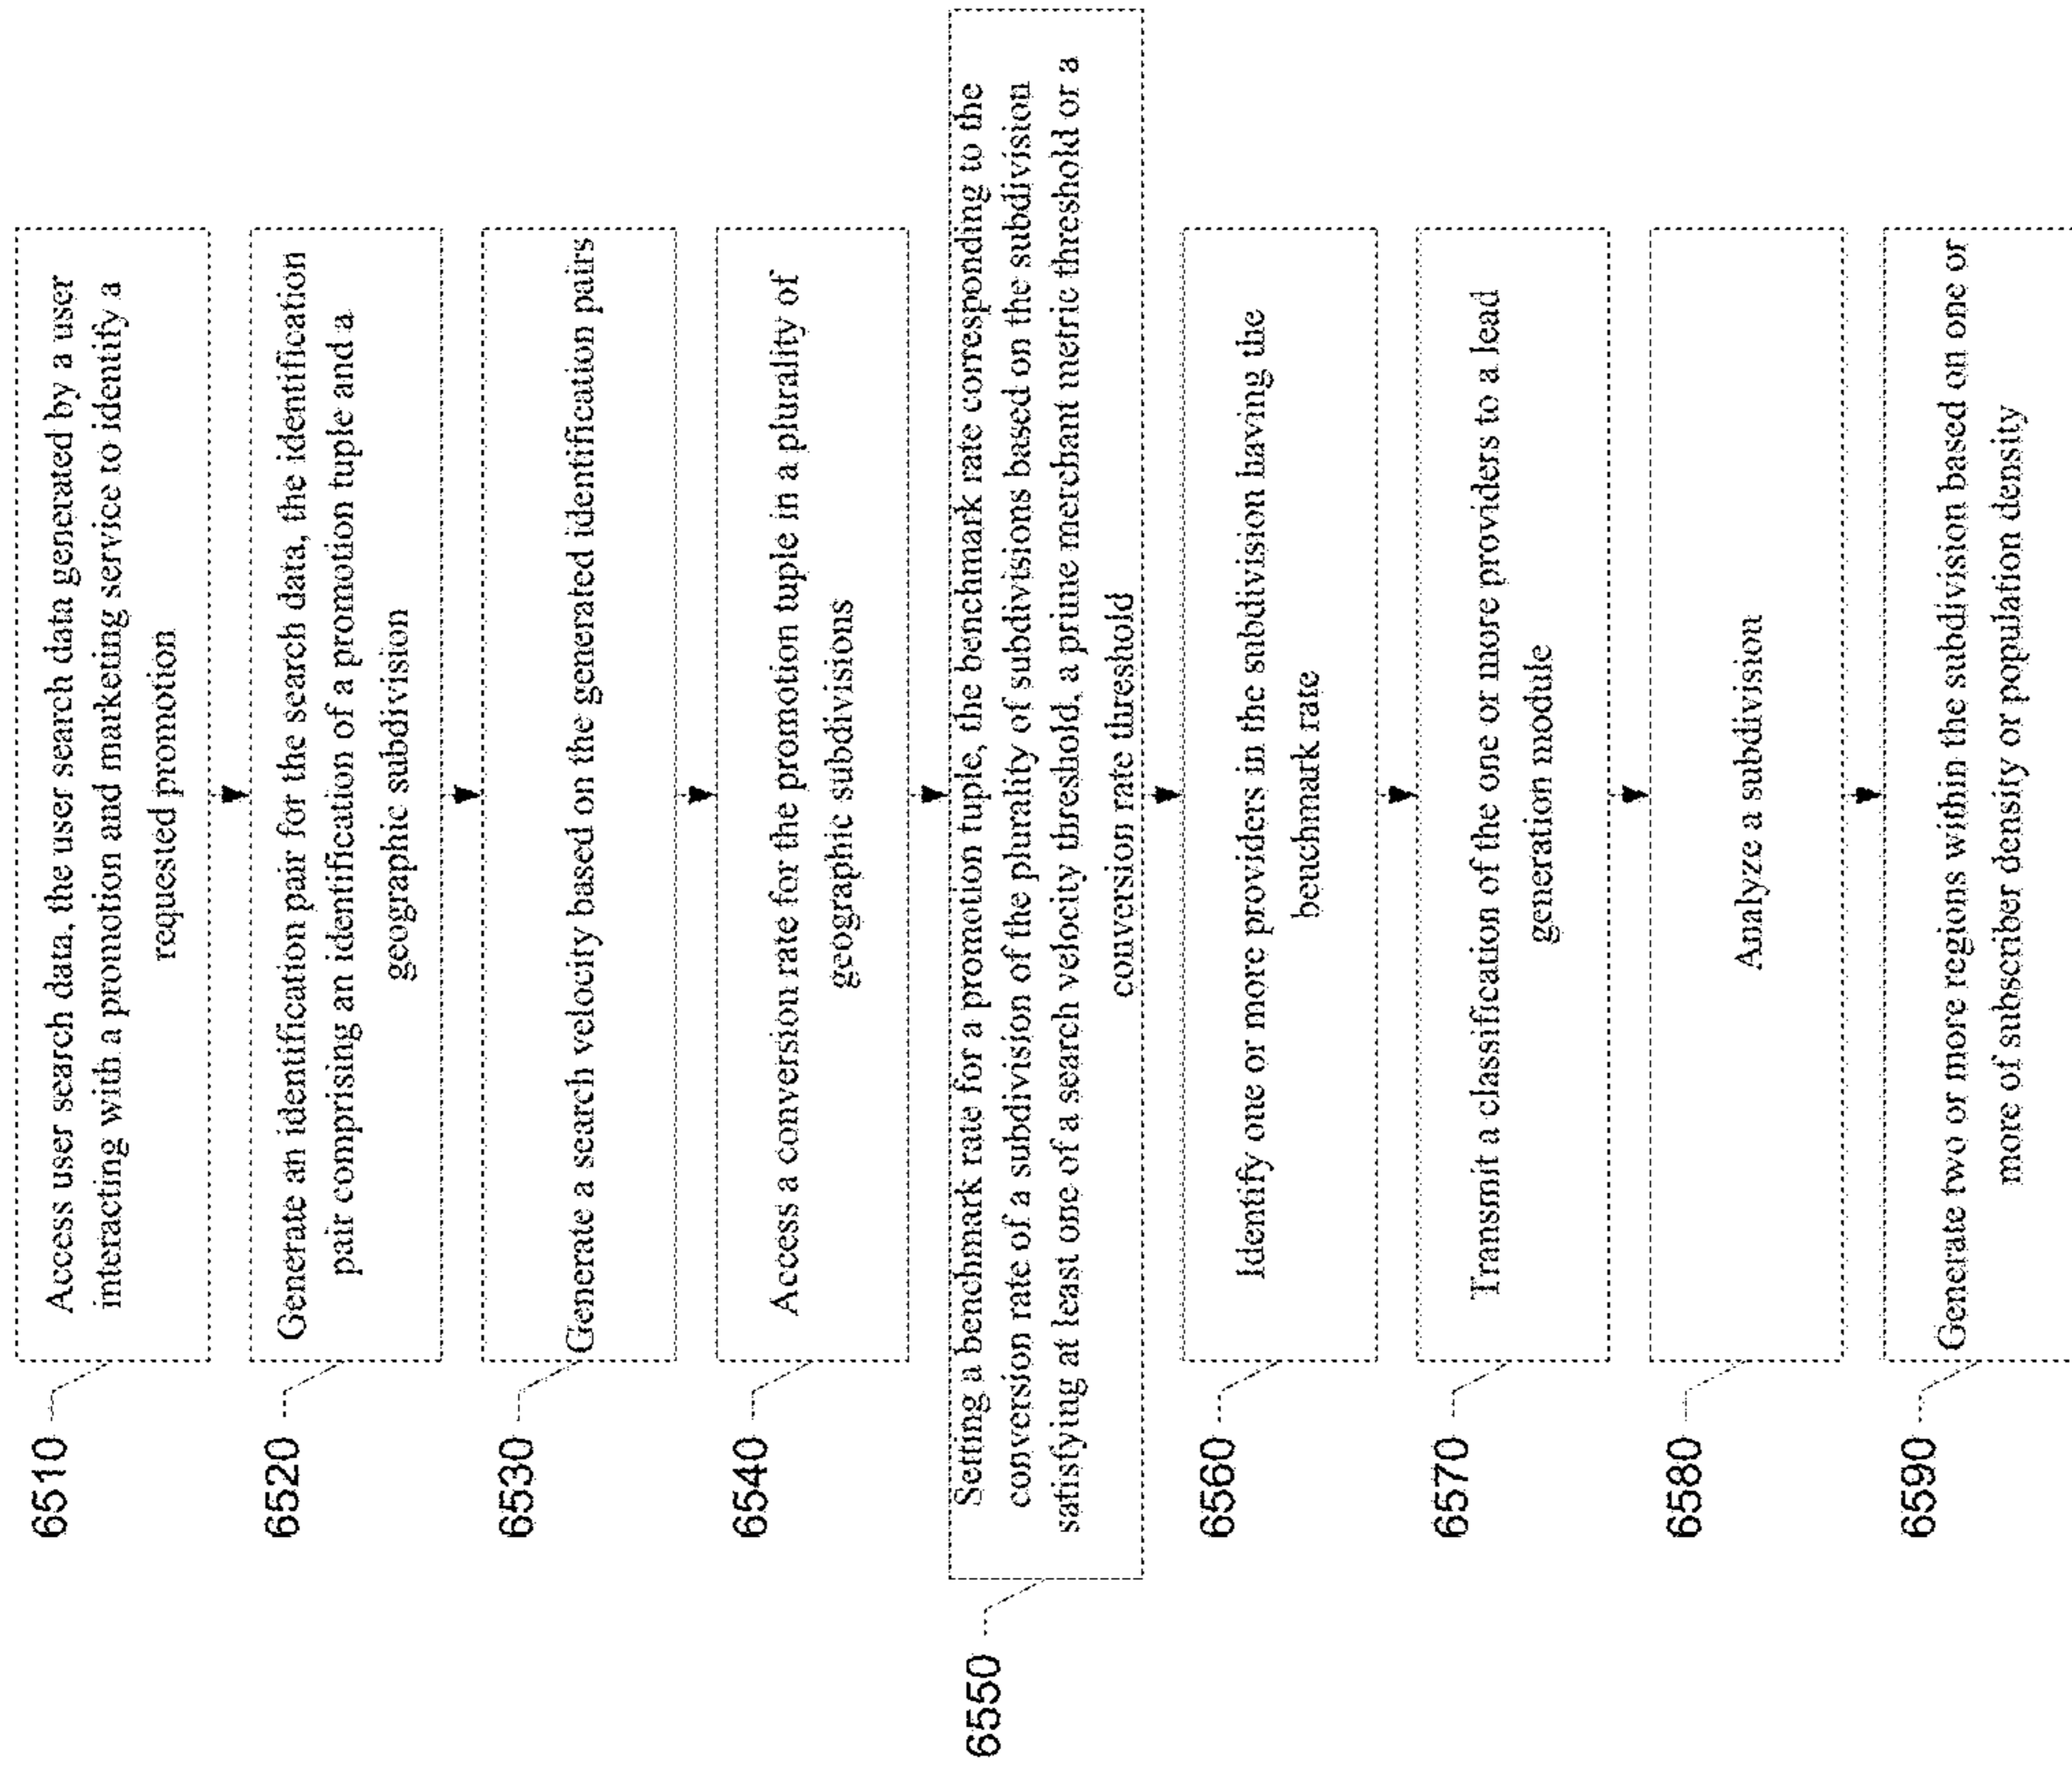 6510
Access user search data, the user search data generated by a user
interacting with a promotion and marketing service to identify a
requested promotion
6520
Generate an identification pair for the search data, the identification
pair comprising an identification of a promotion tuple and a
geographic subdivision
6530
Generate a search velocity based on the generated identification pairs
6540
Access a conversion rate for the promotion tuple in a plurality of
geographic subdivisions
6550
Setting a benchmark rate for a promotion tuple, the benchmark rate corresponding to the
conversion rate of a subdivision of the plurality of subdivisions based on the subdivision
satisfying at least one of a search velocity threshold, a prime merchant metric threshold or a
conversion rate threshold
6560
Identify one or more providers in the subdivision having the
benchmark rate
6570
Transmit a classification of the one or more providers to a lead
generation module
6580
Analyze a subdivision
6590
Generate two or more regions within the subdivision based on one or
more of subscriber density or population density